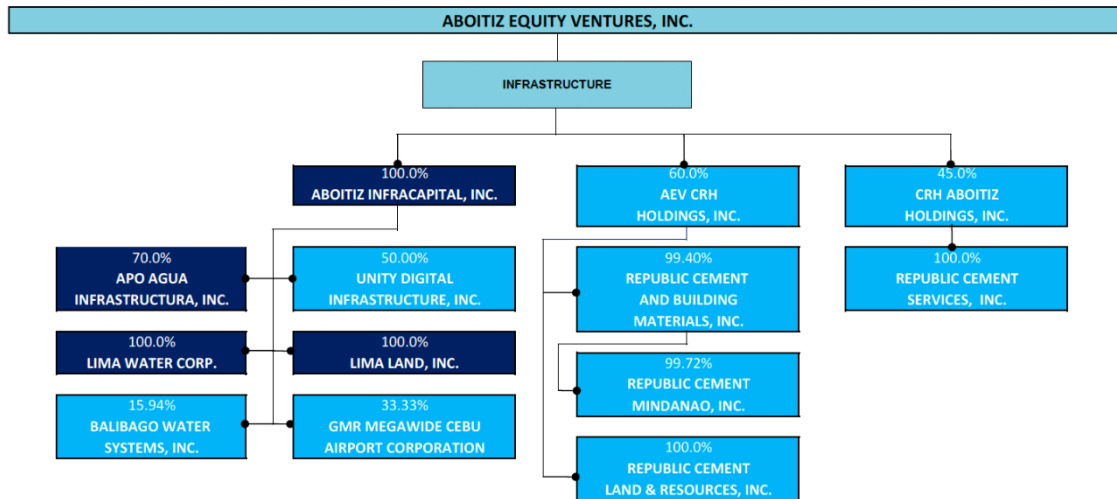 ABOITIZ EQUITY VENTURES, INC.
INFRASTRUCTURE
100.0%
ABOITIZ INFRACAPITAL, INC.
60.0%
AEV CRH
HOLDINGS, INC.
45.0%
CRH ABOITIZ
HOLDINGS, INC.
70.0%
APO AGUA
INFRASTRUCTURA, INC.
50.00%
UNITY DIGITAL
INFRASTRUCTURE, INC.
99.40%
REPUBLIC CEMENT
AND BUILDING
MATERIALS, INC.
100.0%
REPUBLIC CEMENT
SERVICES, INC.
100.0%
LIMA WATER CORP.
100.0%
LIMA LAND, INC.
99.72%
REPUBLIC CEMENT
MINDANAO, INC.
15.94%
BALIBAGO WATER
SYSTEMS, INC.
33.33%
GMR MEGAWIDE CEBU
AIRPORT CORPORATION
100.0%
REPUBLIC CEMENT
LAND & RESOURCES, INC.